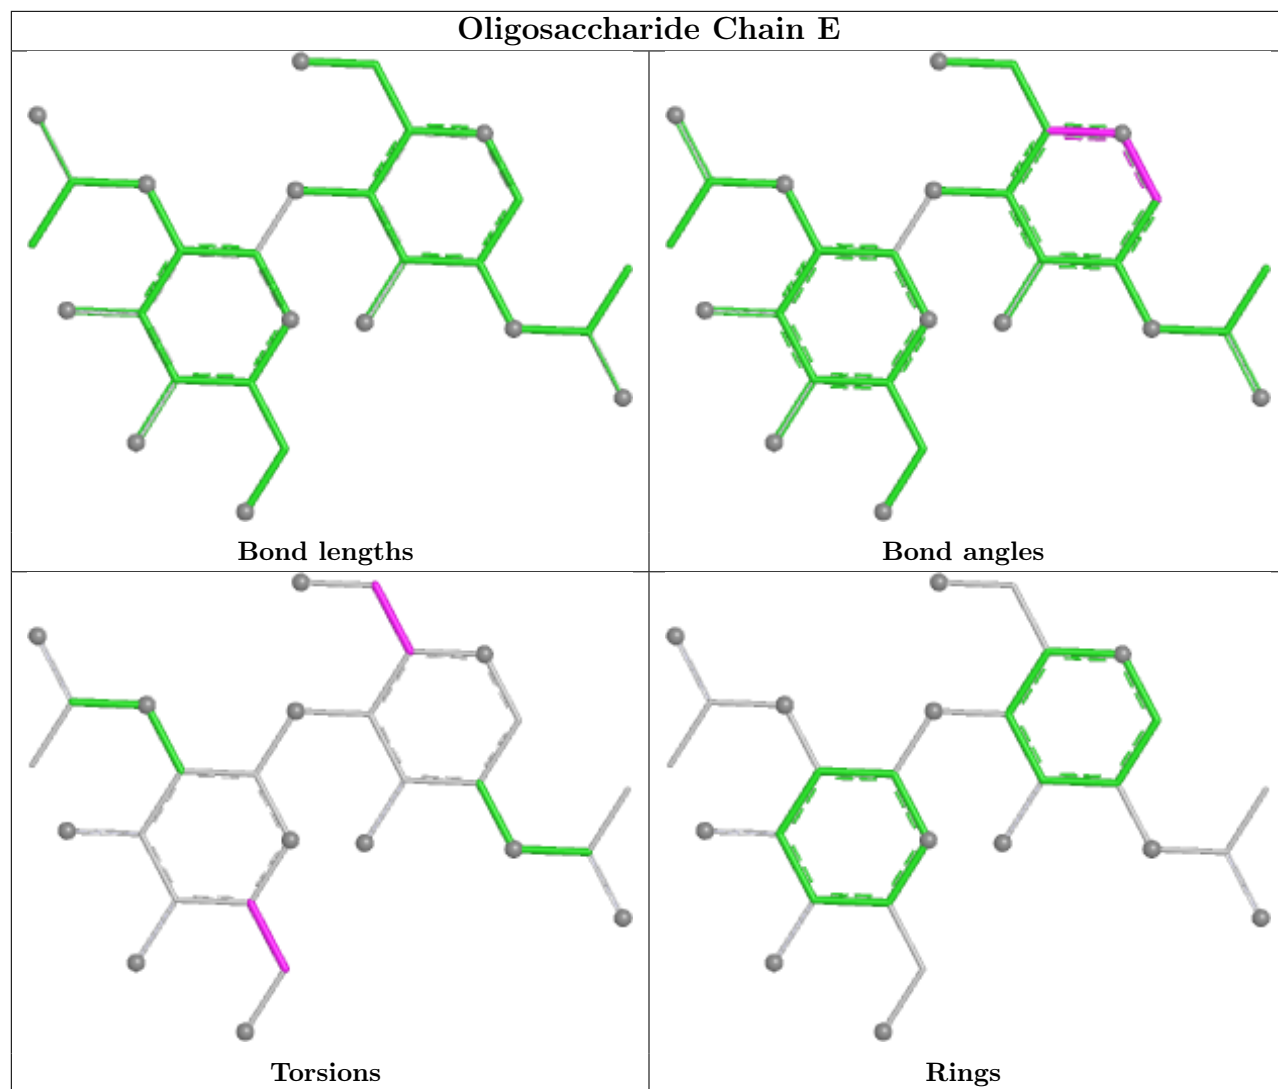 Oligosaccharide Chain E
Bond lengths
Bond angles
Torsions
Rings